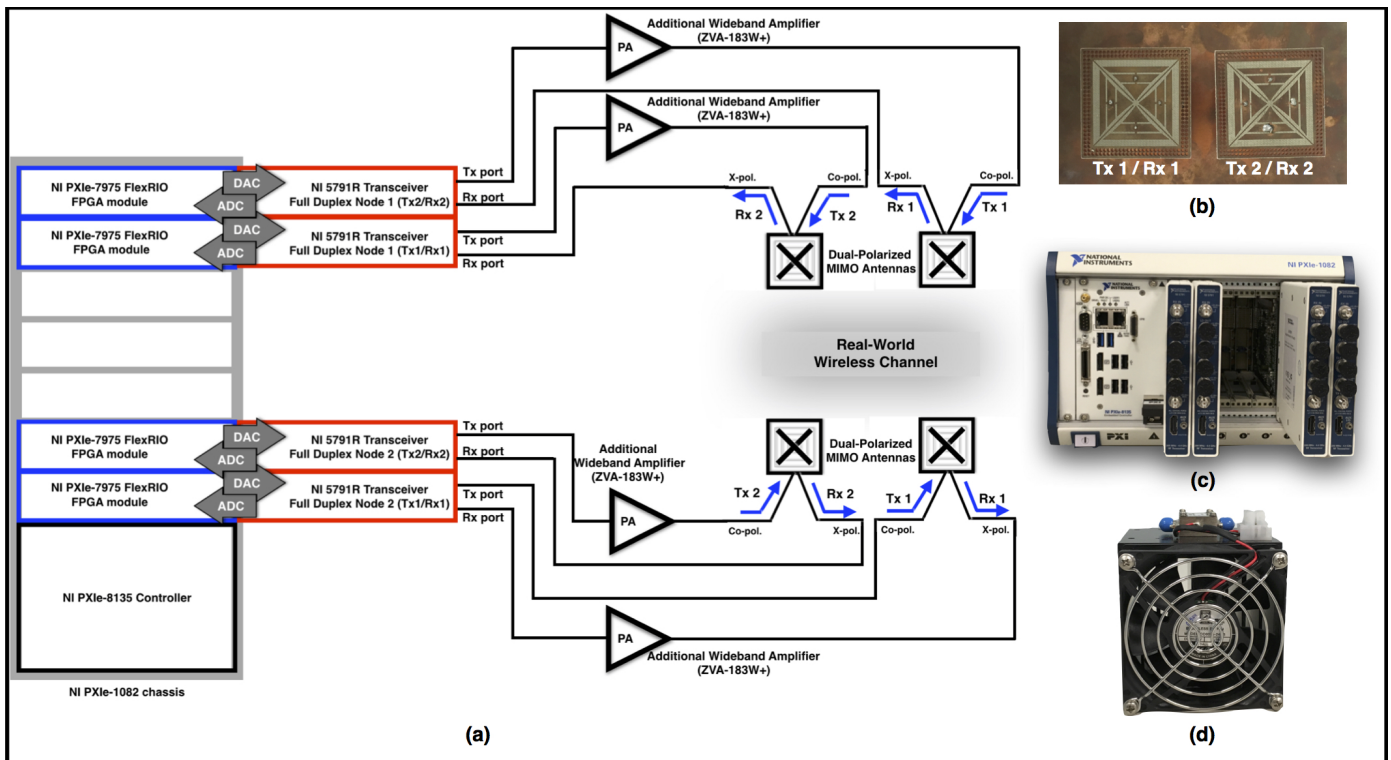 Additional Wideband Amplifier
(ZVA-183W+)
PA
Additional Wideband Amplifier
(ZVA-183W+)
PA
NI PXIe-7975 FlexRIO
FPGA module
DAC
ADC
NI 5791R Transceiver
Full Duplex Node 1 (Tx2/Rx2)
Tx port
Rx port
NI PXIe-7975 FlexRIO
FPGA module
DAC
ADC
NI 5791R Transceiver
Full Duplex Node 1 (Tx1/Rx1)
Tx port
Rx port
X-pol.
Co-pol.
X-pol.
Co-pol.
Rx 2
Tx 2
Rx 1
Tx 1
Dual-Polarized
MIMO Antennas
Real-World
Wireless Channel
NI PXIe-7975 FlexRIO
FPGA module
DAC
ADC
NI 5791R Transceiver
Full Duplex Node 2 (Tx2/Rx2)
Tx port
Rx port
NI PXIe-7975 FlexRIO
FPGA module
DAC
ADC
NI 5791R Transceiver
Full Duplex Node 2 (Tx1/Rx1)
Tx port
Rx port
Additional
Wideband Amplifier
(ZVA-183W+)
PA
Dual-Polarized
MIMO Antennas
Tx 2
Rx 2
Tx 1
Rx 1
Co-pol.
X-pol.
Co-pol.
X-pol.
PA
Additional Wideband Amplifier
(ZVA-183W+)
NI PXIe-8135 Controller
NI PXIe-1082 chassis
(a)
Tx 1 / Rx 1
Tx 2 / Rx 2
(b)
NATIONAL
INSTRUMENTS
NI PXIe-1082
NI PXIe-8135
PXI
(c)
(d)